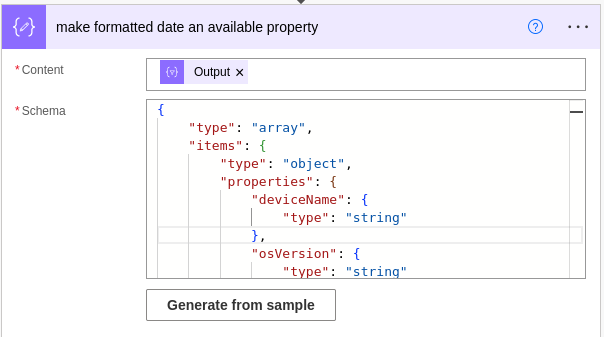 make formatted date an available property
* Content
Output ×
* Schema
{
    "type": "array",
    "items": {
        "type": "object",
        "properties": {
            "deviceName": {
                "type": "string"
            },
            "osVersion": {
                "type": "string"
Generate from sample